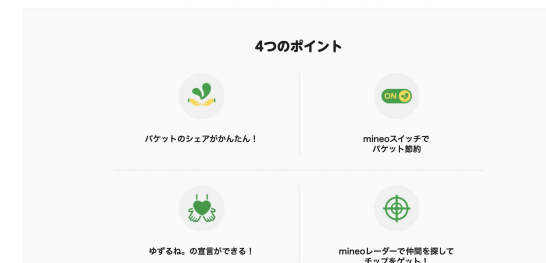 4つのポイント
ON
パケットのシェアがかんたん！
mineoスイッチで
パケット節約
ゆずるね。の宣言ができる！
mineoレーダーで仲間を探して
チップをゲット！